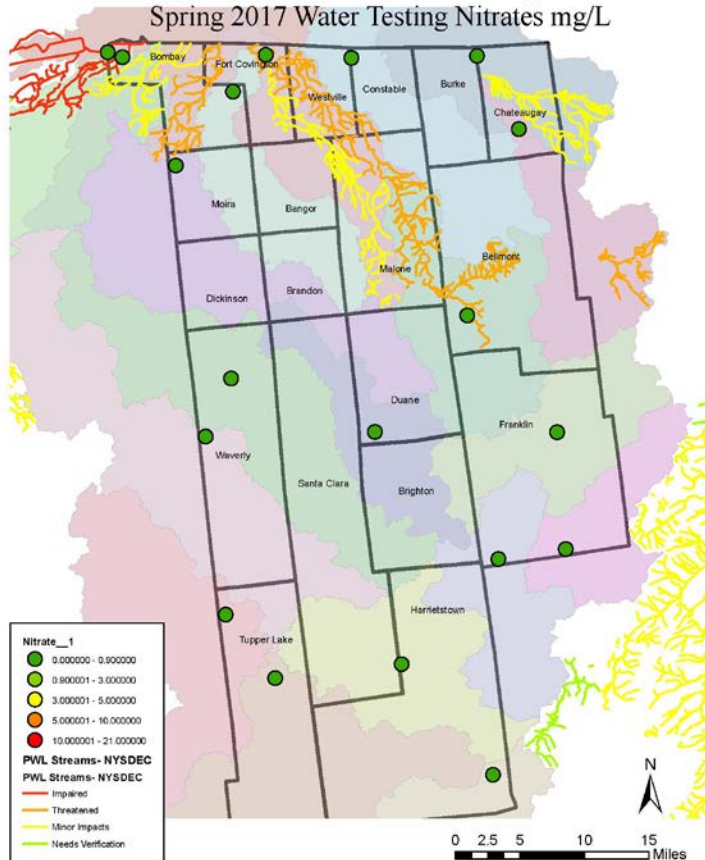 Spring 2017 Water Testing Nitrates mg/L
Bombay
Fort Covington
Westville
Constable
Burke
Chateaugay
Moira
Bangor
Malone
Bellmont
Dickinson
Brandon
Duane
Franklin
Waverly
Santa Clara
Brighton
Harrietstown
Tupper Lake
Nitrate__1
0.000000 - 0.900000
0.900001 - 3.000000
3.000001 - 5.000000
5.000001 - 10.000000
10.000001 - 21.000000
PWL Streams- NYSDEC
PWL Streams- NYSDEC
Impaired
Threatened
Minor Impacts
Needs Verification
N
0 2.5 5 10 15
Miles